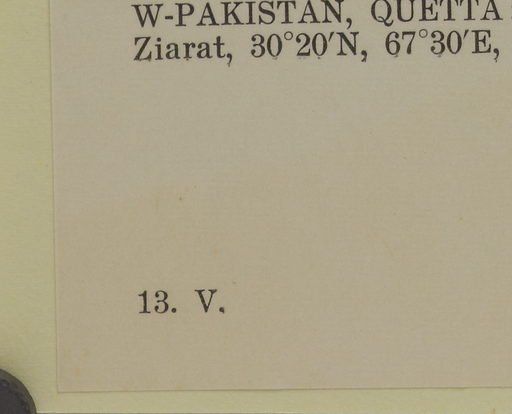 W-PAKISTAN, QUETTA
Ziarat, 30°20′N, 67°30′E,
13. V.